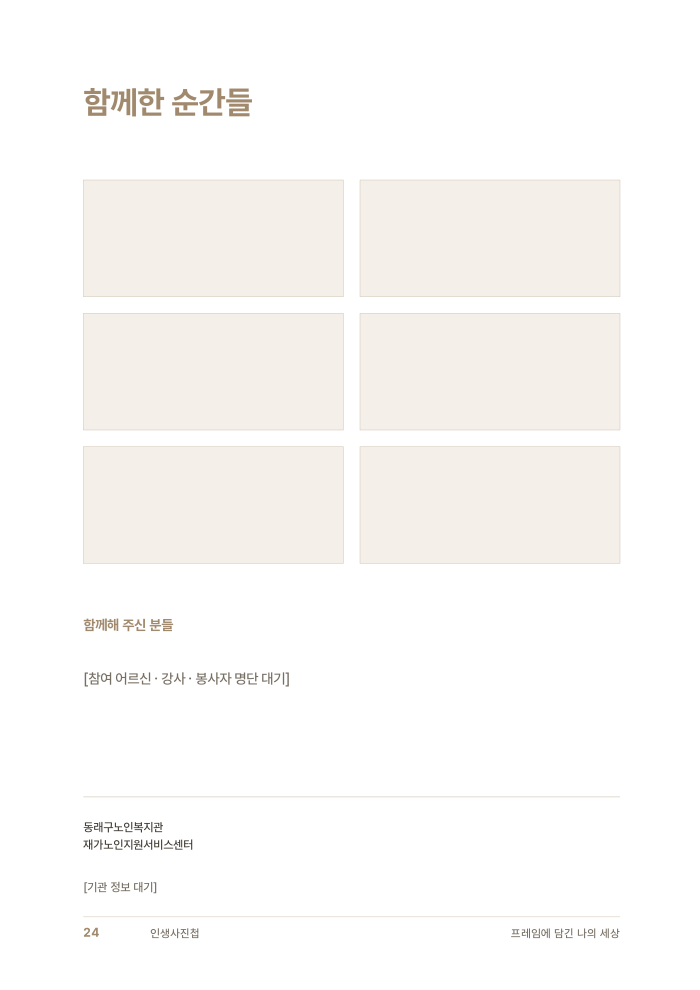 함께한 순간들
함께해 주신 분들
[참여 어르신 · 강사 · 봉사자 명단 대기]
동래구노인복지관
재가노인지원서비스센터
[기관 정보 대기]
24 인생사진첩 프레임에 담긴 나의 세상